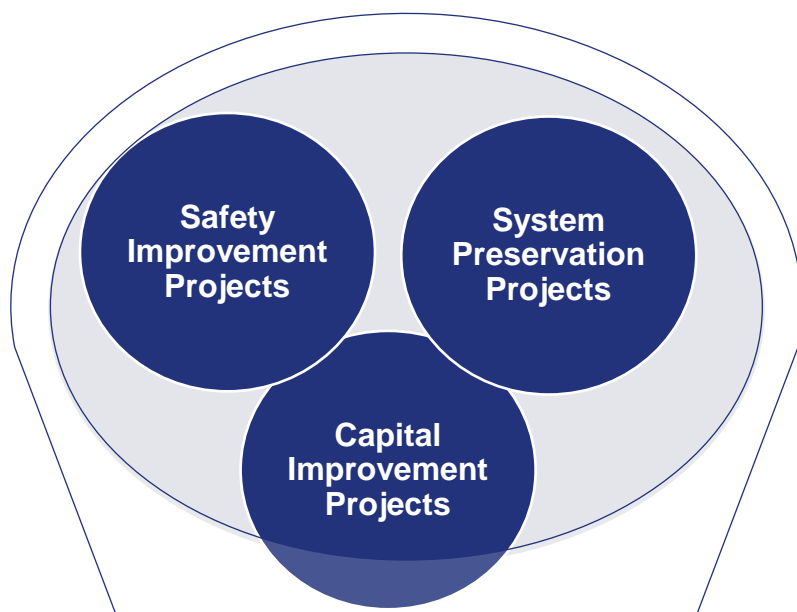 Safety
Improvement
Projects
System
Preservation
Projects
Capital
Improvement
Projects